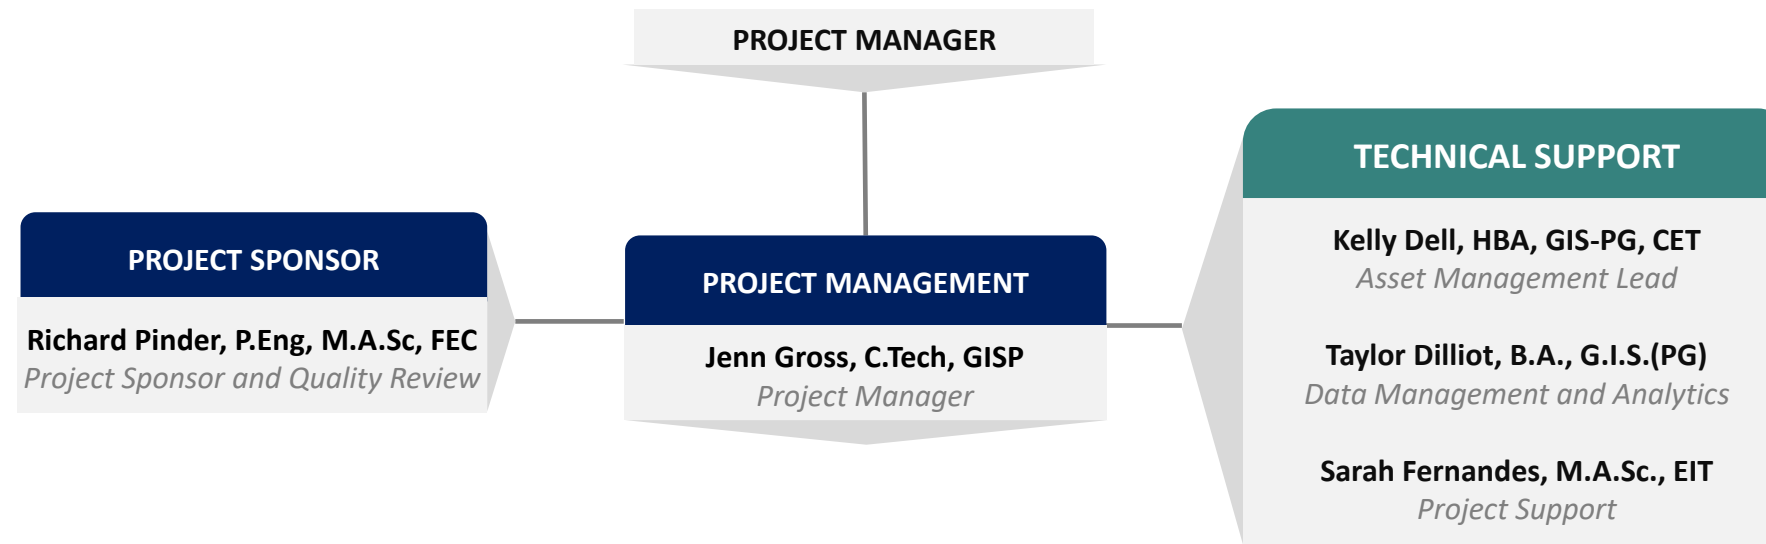 PROJECT MANAGER
PROJECT SPONSOR
Richard Pinder, P.Eng, M.A.Sc, FEC
Project Sponsor and Quality Review
PROJECT MANAGEMENT
Jenn Gross, C.Tech, GISP
Project Manager
TECHNICAL SUPPORT
Kelly Dell, HBA, GIS-PG, CET
Asset Management Lead
Taylor Dilliot, B.A., G.I.S.(PG)
Data Management and Analytics
Sarah Fernandes, M.A.Sc., EIT
Project Support